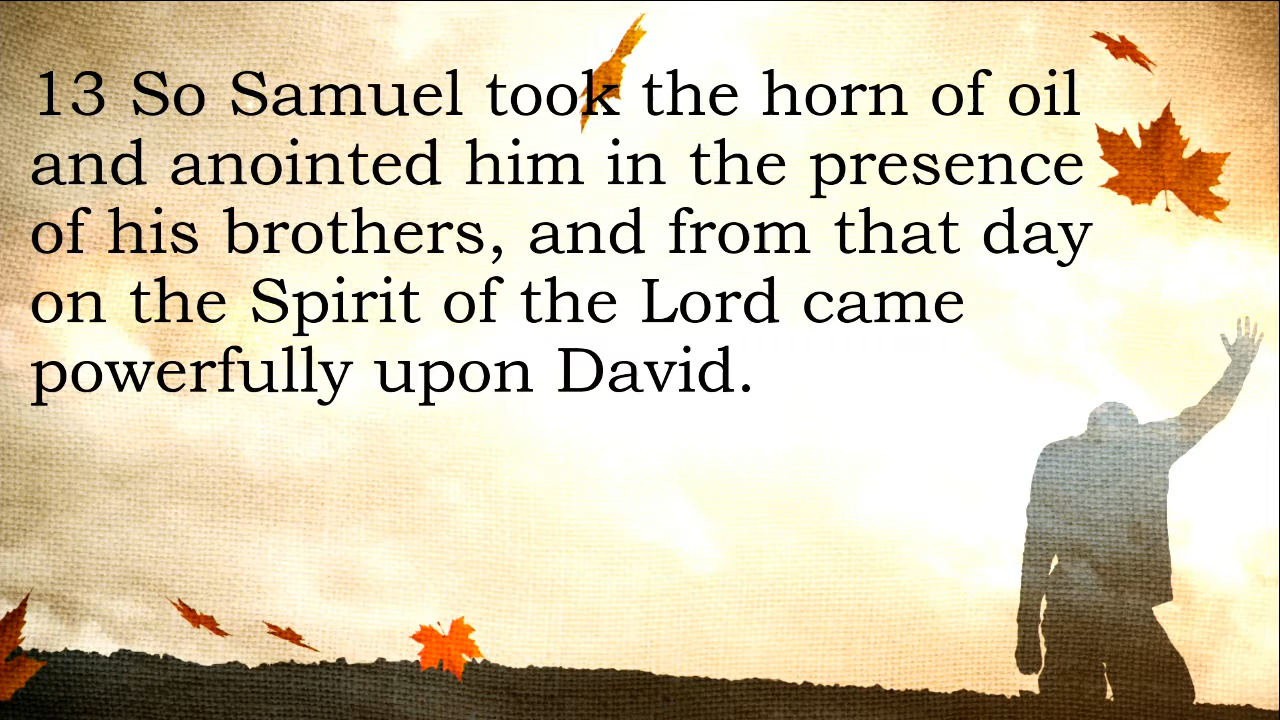 13 So Samuel took the horn of oil
and anointed him in the presence
of his brothers, and from that day
on the Spirit of the Lord came
powerfully upon David.